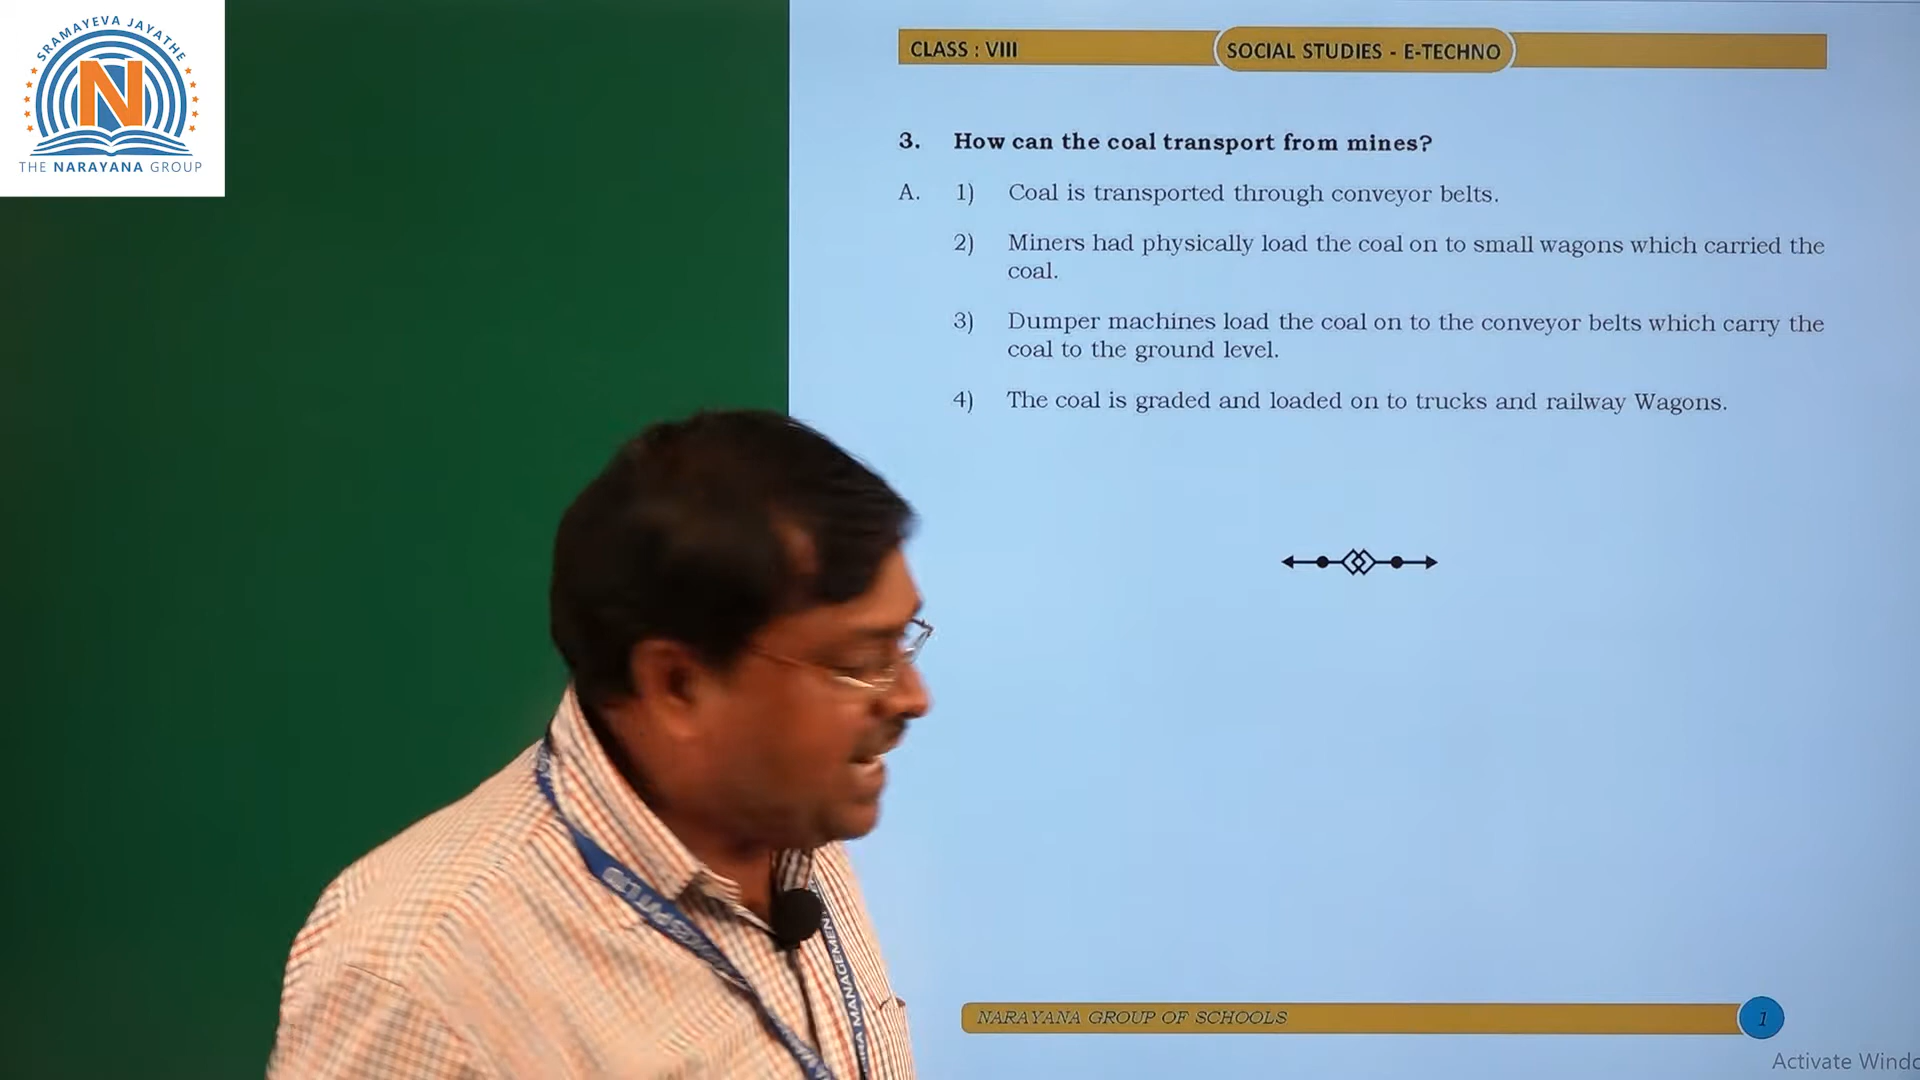 SRAMAYEVA JAYATHE
N
THE NARAYANA GROUP
CLASS : VIII
SOCIAL STUDIES - E-TECHNO
3. How can the coal transport from mines?
A. 1) Coal is transported through conveyor belts.
2) Miners had physically load the coal on to small wagons which carried the
coal.
3) Dumper machines load the coal on to the conveyor belts which carry the
coal to the ground level.
4) The coal is graded and loaded on to trucks and railway Wagons.
NARAYANA GROUP OF SCHOOLS
1
PVT LTD
MANAGEMEN
Activate Windo